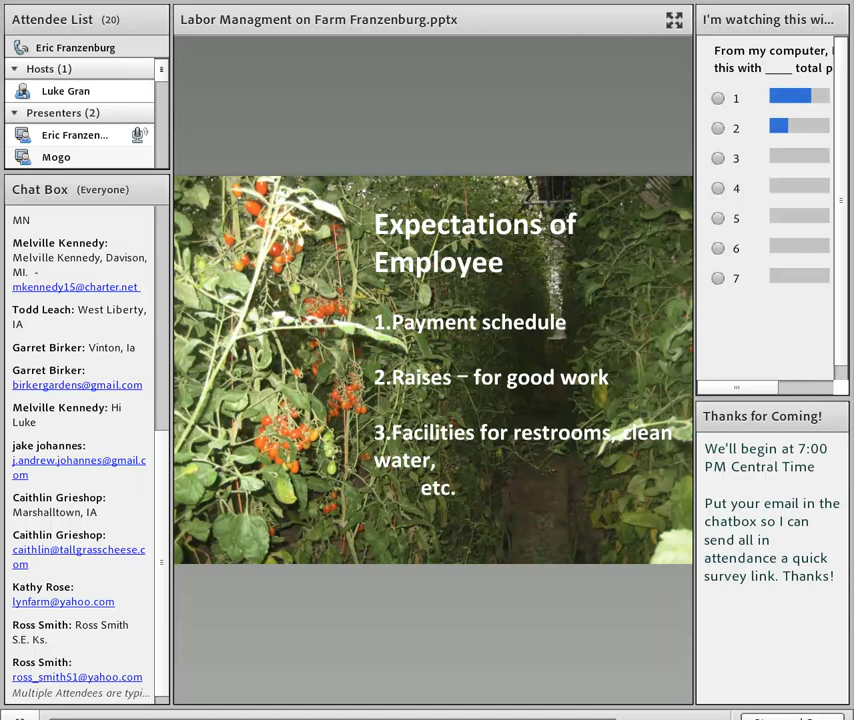 Attendee List (20)
Eric Franzenburg
Hosts (1)
Luke Gran
Presenters (2)
Eric Franzen...
Mogo
Chat Box (Everyone)
MN
Melville Kennedy:
Melville Kennedy, Davison,
MI. -
mkennedy15@charter.net
Todd Leach: West Liberty,
IA
Garret Birker: Vinton, Ia
Garret Birker:
birkergardens@gmail.com
Melville Kennedy: Hi
Luke
jake johannes:
j.andrew.johannes@gmail.c
om
Caithlin Grieshop:
Marshalltown, IA
Caithlin Grieshop:
caithlin@tallgrasscheese.c
om
Kathy Rose:
lynfarm@yahoo.com
Ross Smith: Ross Smith
S.E. Ks.
Ross Smith:
ross_smith51@yahoo.com
Multiple Attendees are typi...
Labor Managment on Farm Franzenburg.pptx
Expectations of
Employee
1.Payment schedule
2.Raises – for good work
3.Facilities for restrooms, clean
water,
etc.
I'm watching this wi...
From my computer,
this with ____ total p
1
2
3
4
5
6
7
Thanks for Coming!
We'll begin at 7:00
PM Central Time
Put your email in the
chatbox so I can
send all in
attendance a quick
survey link. Thanks!